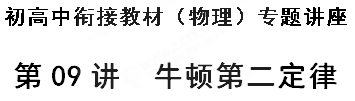 初高中衔接教材（物理）专题讲座
第09讲　牛顿第二定律